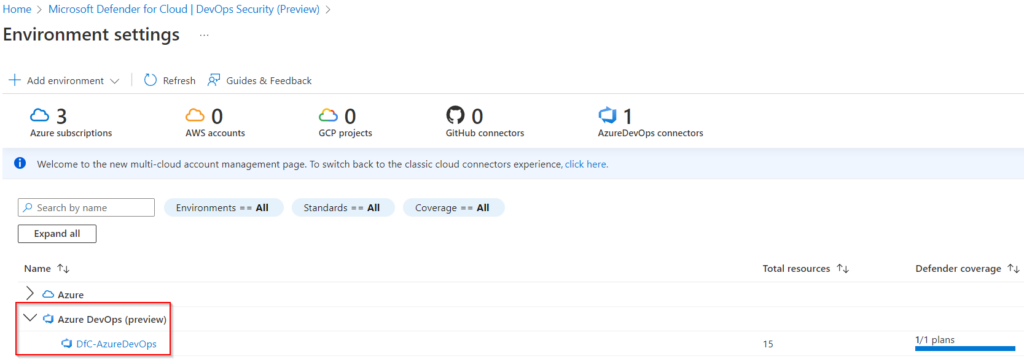 Home > Microsoft Defender for Cloud | DevOps Security (Preview) >
Environment settings ...
Add environment Refresh Guides & Feedback
3 0 0 0 1
Azure subscriptions AWS accounts GCP projects GitHub connectors AzureDevOps connectors
Welcome to the new multi-cloud account management page. To switch back to the classic cloud connectors experience, click here.
Search by name Environments == All Standards == All Coverage == All
Expand all
Name ↑↓ Total resources ↑↓ Defender coverage ↑↓
Azure
Azure DevOps (preview)
DfC-AzureDevOps 15 1/1 plans